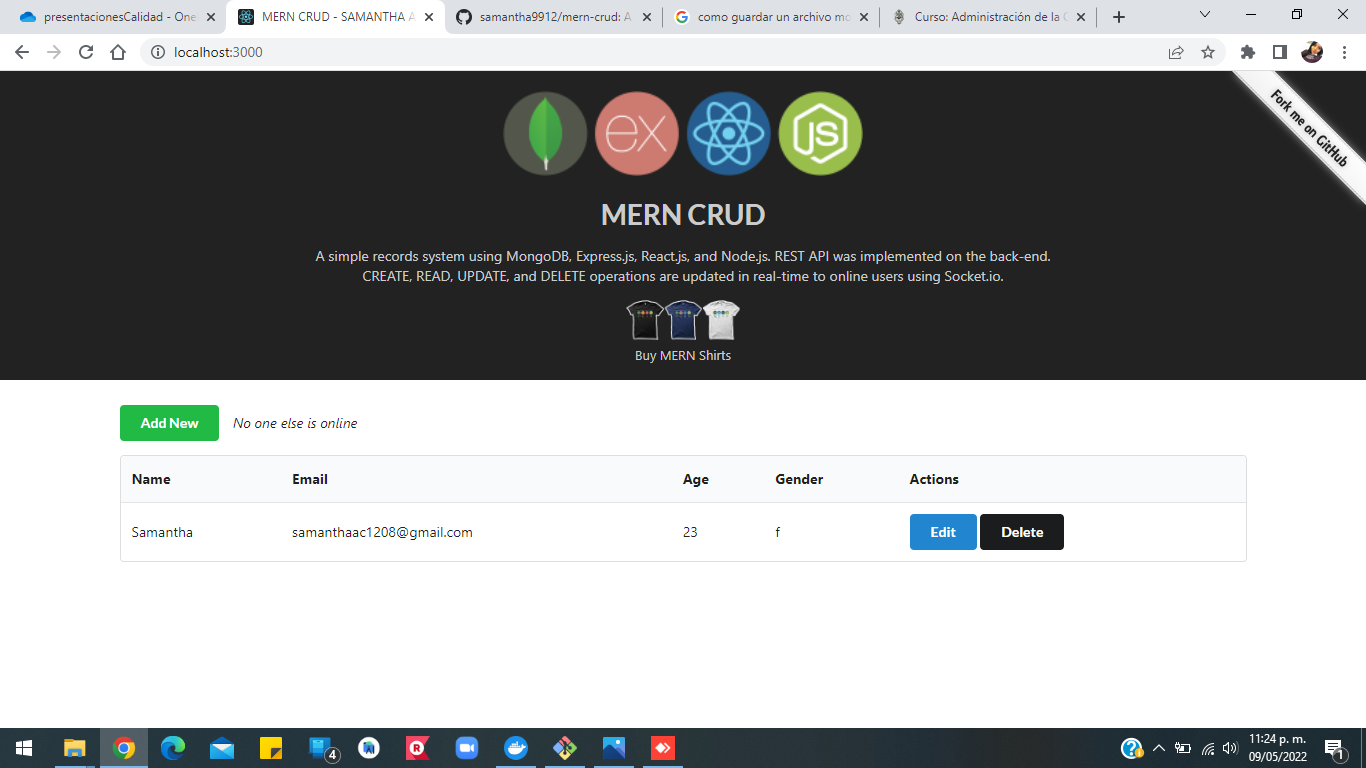 presentacionesCalidad - One
MERN CRUD - SAMANTHA A
samantha9912/mern-crud: A
como guardar un archivo mo
Curso: Administración de la C
localhost:3000
Fork me on GitHub
ex
JS
MERN CRUD
A simple records system using MongoDB, Express.js, React.js, and Node.js. REST API was implemented on the back-end.
CREATE, READ, UPDATE, and DELETE operations are updated in real-time to online users using Socket.io.
Buy MERN Shirts
Add New No one else is online
Name Email Age Gender Actions
Samantha samanthaac1208@gmail.com 23 f Edit Delete
4
R
11:24 p. m.
09/05/2022
1